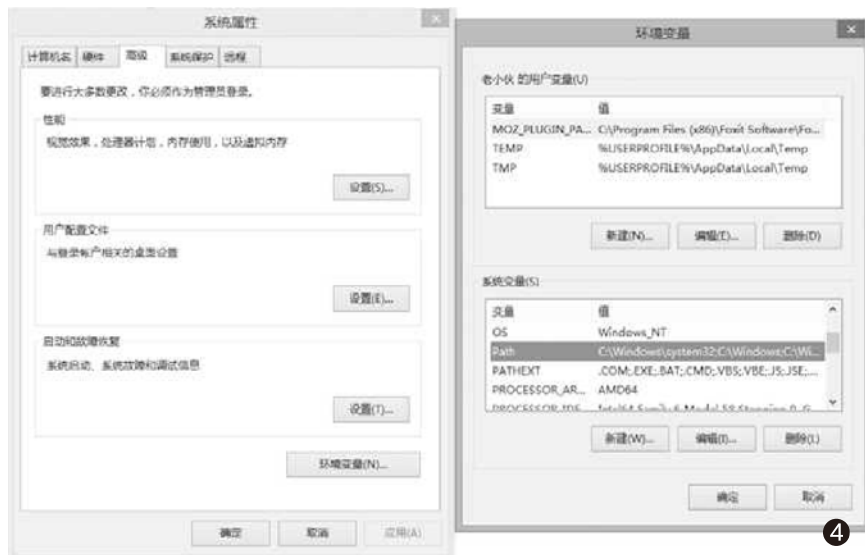 系统属性
计算机名 硬件 高级 系统保护 远程
要进行大多数更改，你必须作为管理员登录。
性能
视觉效果，处理器计划，内存使用，以及虚拟内存
设置(S)...
用户配置文件
与登录帐户相关的桌面设置
设置(E)...
启动和故障恢复
系统启动、系统故障和调试信息
设置(T)...
环境变量(N)...
确定 取消 应用(A)
环境变量
老小伙 的用户变量(U)
变量 值
MOZ_PLUGIN_PA... C:\Program Files (x86)\Foxit Software\Fo...
TEMP %USERPROFILE%\AppData\Local\Temp
TMP %USERPROFILE%\AppData\Local\Temp
新建(N)... 编辑(E)... 删除(D)
系统变量(S)
变量 值
OS Windows_NT
Path C:\Windows\system32;C:\Windows;C:\Wi...
PATHEXT .COM;.EXE;.BAT;.CMD;.VBS;.VBE;.JS;.JSE;...
PROCESSOR_AR... AMD64
PROCESSOR_IDE... Intel64 Family 6 Model 58 Stepping 9, G...
新建(W)... 编辑(I)... 删除(L)
确定 取消
4